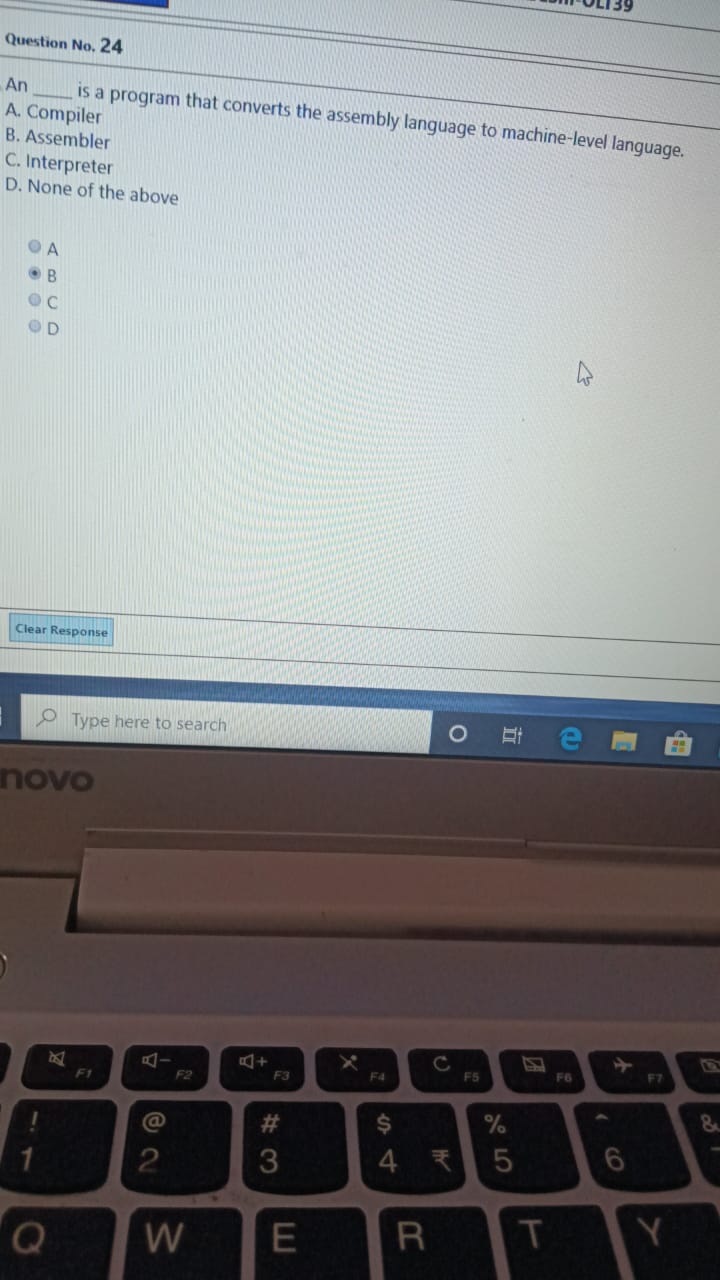 Question No. 24
An ____ is a program that converts the assembly language to machine-level language.
A. Compiler
B. Assembler
C. Interpreter
D. None of the above
A
B
C
D
Clear Response
Type here to search
novo
F1 F2 F3 F4 F5 F6 F7
! @ # $ % ^ &
1 2 3 4 ₹ 5 6
Q W E R T Y